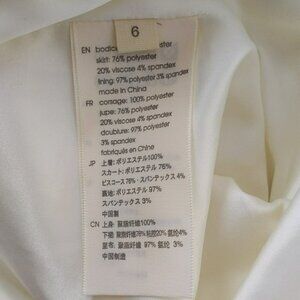 6
EN bodice
polyester
skirt: 76% polyester
20% viscose 4% spandex
lining: 97% polyester 3% spandex
made in China
FR corsage: 100% polyester
jupe: 76% polyester
20% viscose 4% spandex
doublure: 97% polyester
3% spandex
fabriqués en Chine
JP 上着: ポリエステル100%
スカート: ポリエステル 76%
ビスコース 76%・スパンデックス 4%
裏地: ポリエステル 97%
スパンデックス 3%
中国製
CN 上身: 聚酯纤维100%
下裙: 聚酯纤维76% 粘胶20% 氨纶4%
里布: 聚酯纤维 97% 氨纶 3%
中国制造